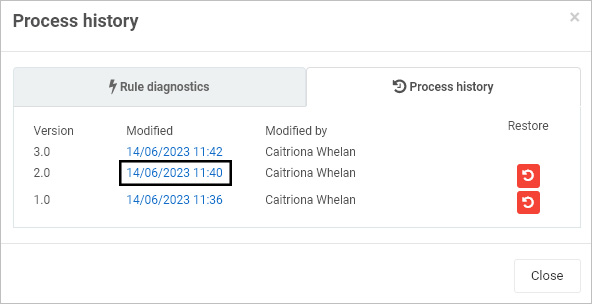 Process history
×
Rule diagnostics
Process history
Version Modified Modified by Restore
3.0 14/06/2023 11:42 Caitriona Whelan
2.0 14/06/2023 11:40 Caitriona Whelan
1.0 14/06/2023 11:36 Caitriona Whelan
Close